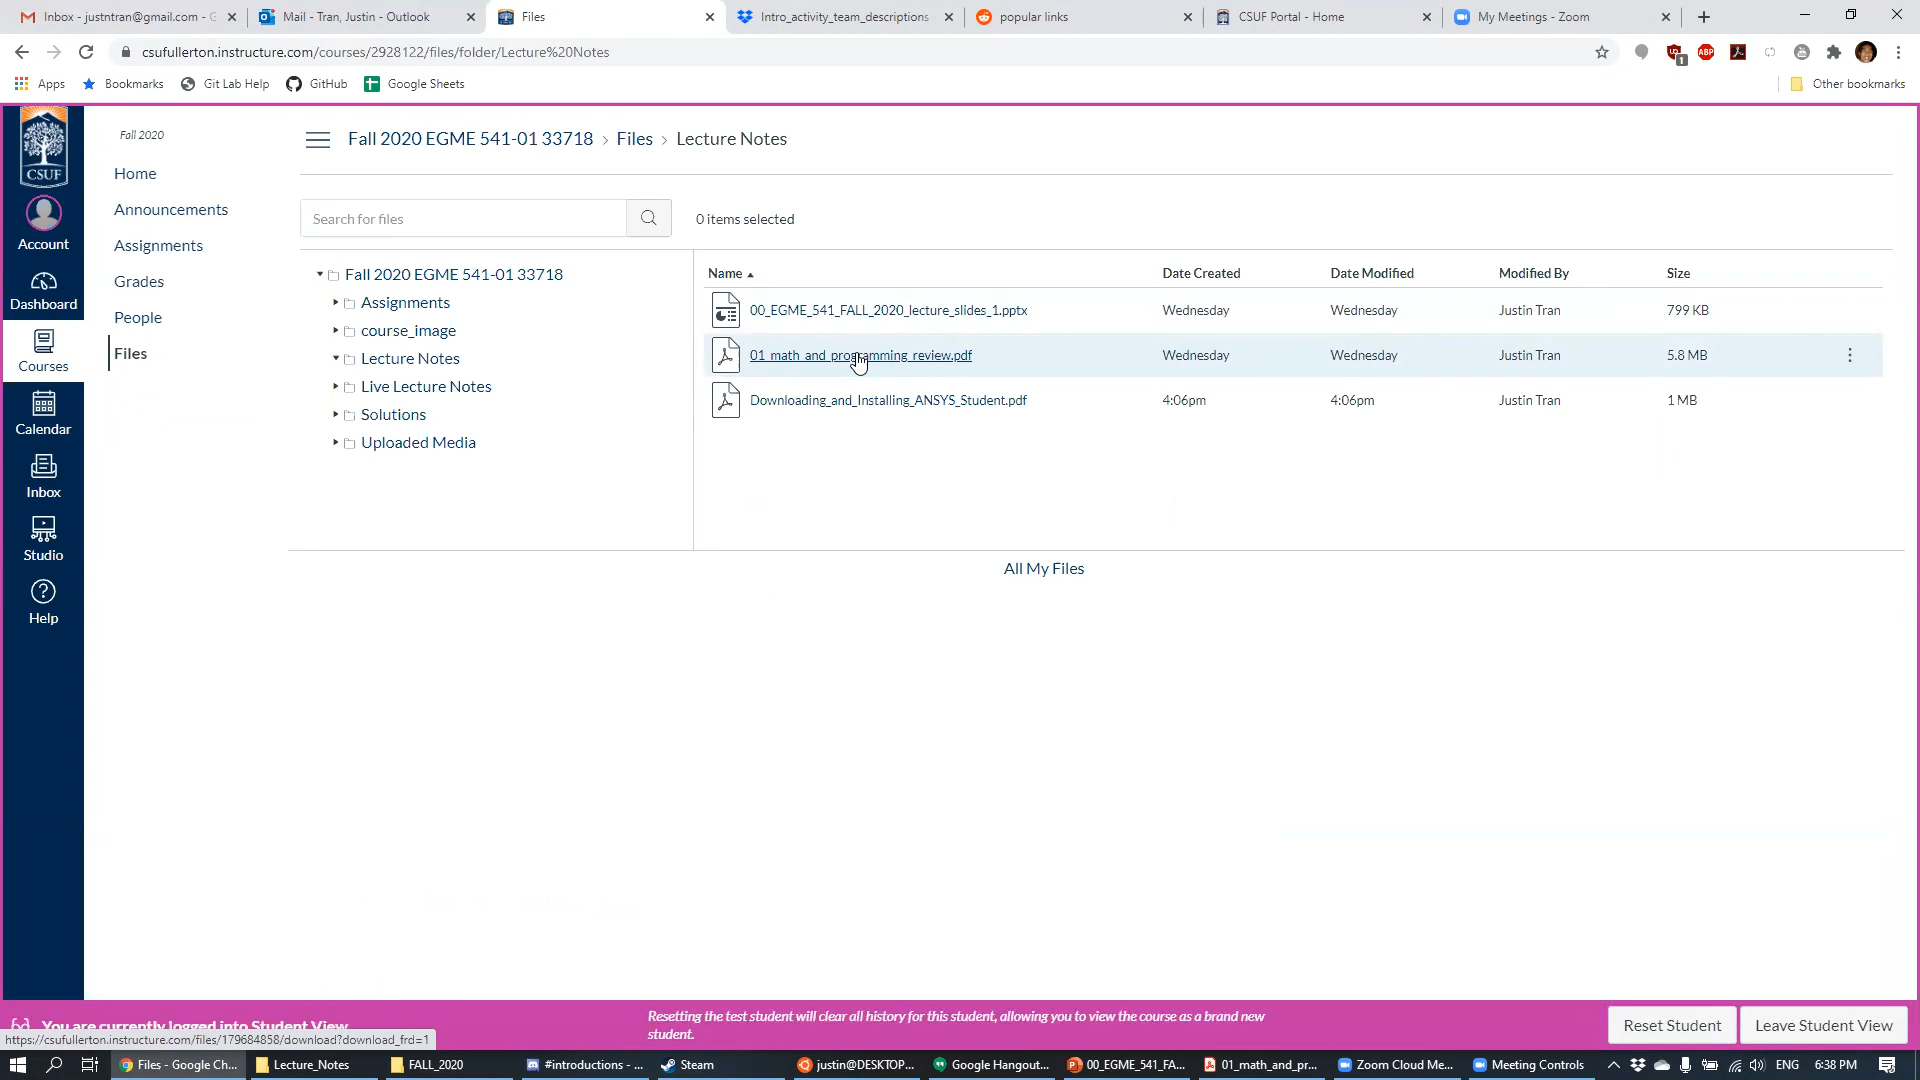 Inbox - justntran@gmail.com - G
Mail - Tran, Justin - Outlook
Files
Intro_activity_team_descriptions
popular links
CSUF Portal - Home
My Meetings - Zoom
csufullerton.instructure.com/courses/2928122/files/folder/Lecture%20Notes
ABP
1
Apps
Bookmarks
Git Lab Help
GitHub
Google Sheets
Other bookmarks
CSUF
Account
Dashboard
Courses
Calendar
Inbox
Studio
Help
Fall 2020
Home
Announcements
Assignments
Grades
People
Files
Fall 2020 EGME 541-01 33718 › Files › Lecture Notes
Search for files
0 items selected
Fall 2020 EGME 541-01 33718
Assignments
course_image
Lecture Notes
Live Lecture Notes
Solutions
Uploaded Media
Name Date Created Date Modified Modified By Size
00_EGME_541_FALL_2020_lecture_slides_1.pptx Wednesday Wednesday Justin Tran 799 KB
01_math_and_programming_review.pdf Wednesday Wednesday Justin Tran 5.8 MB
Downloading_and_Installing_ANSYS_Student.pdf 4:06pm 4:06pm Justin Tran 1 MB
All My Files
You are currently logged into Student View
Resetting the test student will clear all history for this student, allowing you to view the course as a brand new
student.
Reset Student
Leave Student View
https://csufullerton.instructure.com/files/179684858/download?download_frd=1
Files - Google Ch...
Lecture_Notes
FALL_2020
#introductions - ...
Steam
justin@DESKTOP...
Google Hangout...
00_EGME_541_FA...
01_math_and_pr...
Zoom Cloud Me...
Meeting Controls
ENG
6:38 PM